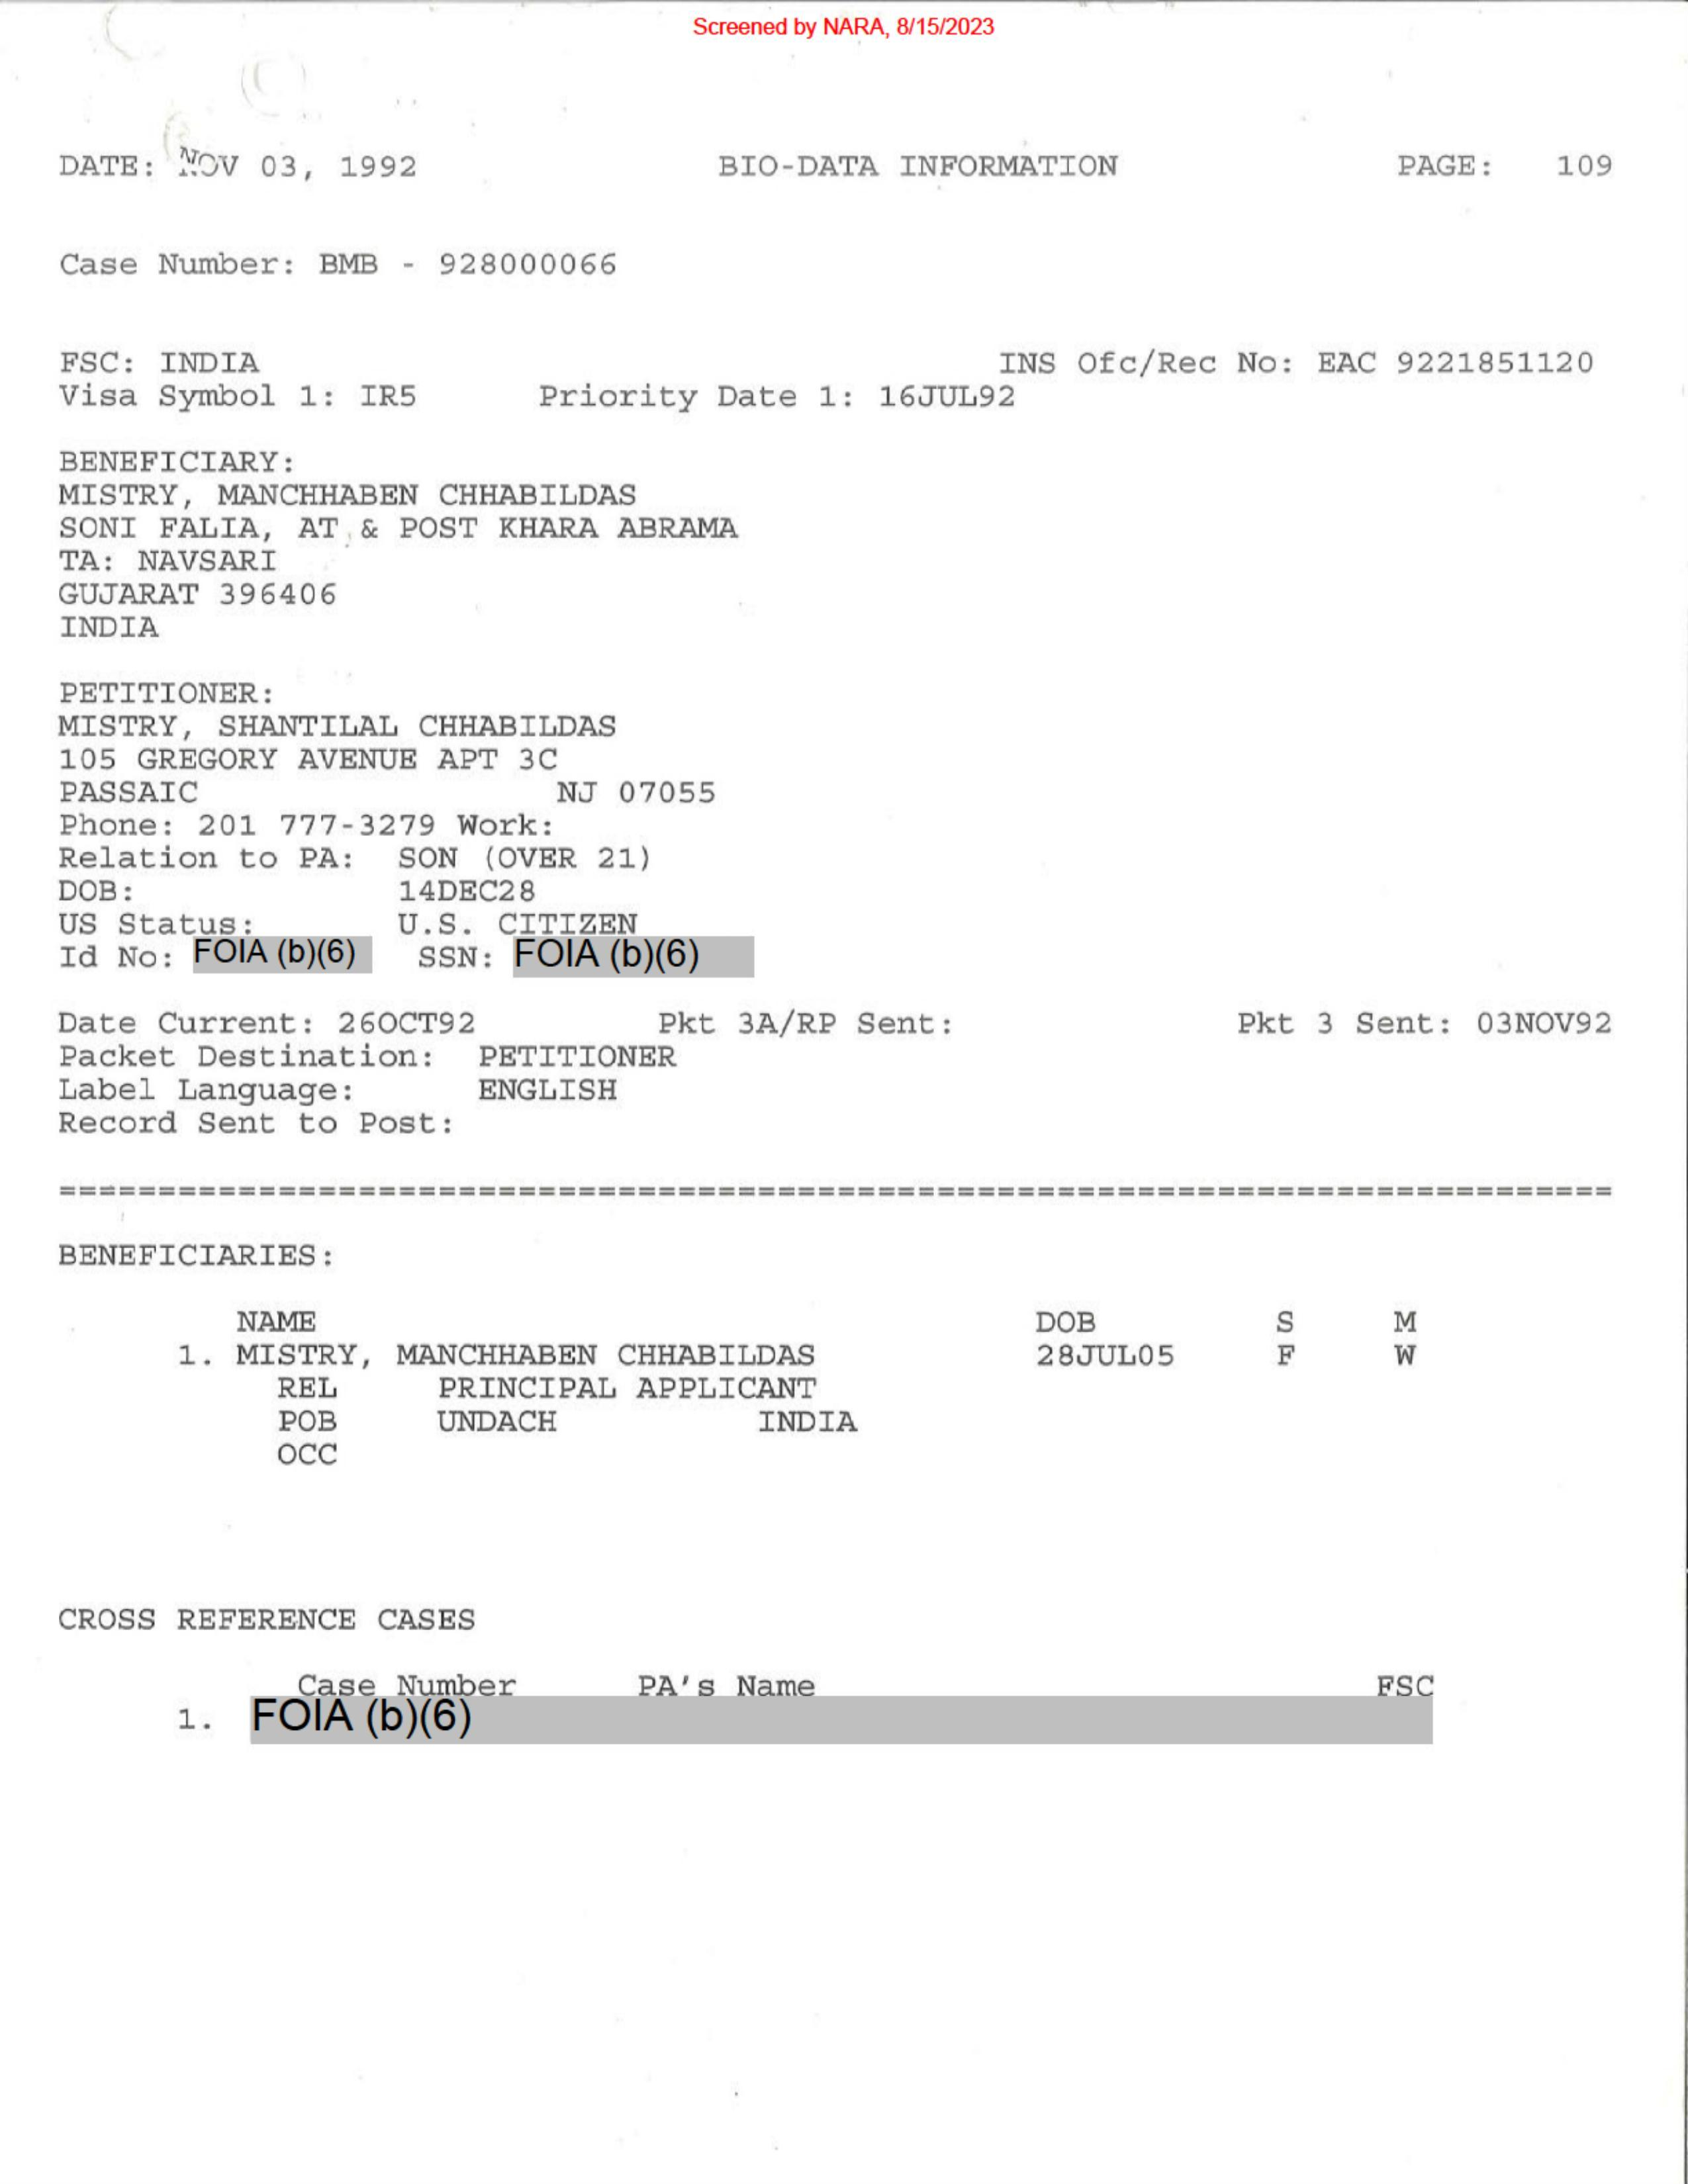 Screened by NARA, 8/15/2023
DATE: NOV 03, 1992 BIO-DATA INFORMATION PAGE: 109
Case Number: BMB - 928000066
FSC: INDIA INS Ofc/Rec No: EAC 9221851120
Visa Symbol 1: IR5 Priority Date 1: 16JUL92
BENEFICIARY:
MISTRY, MANCHHABEN CHHABILDAS
SONI FALIA, AT & POST KHARA ABRAMA
TA: NAVSARI
GUJARAT 396406
INDIA
PETITIONER:
MISTRY, SHANTILAL CHHABILDAS
105 GREGORY AVENUE APT 3C
PASSAIC NJ 07055
Phone: 201 777-3279 Work:
Relation to PA: SON (OVER 21)
DOB: 14DEC28
US Status: U.S. CITIZEN
Id No: FOIA (b)(6) SSN: FOIA (b)(6)
Date Current: 26OCT92 Pkt 3A/RP Sent: Pkt 3 Sent: 03NOV92
Packet Destination: PETITIONER
Label Language: ENGLISH
Record Sent to Post:
==============================================================================
BENEFICIARIES:
NAME DOB S M
1. MISTRY, MANCHHABEN CHHABILDAS 28JUL05 F W
REL PRINCIPAL APPLICANT
POB UNDACH INDIA
OCC
CROSS REFERENCE CASES
Case Number PA's Name FSC
1. FOIA (b)(6)